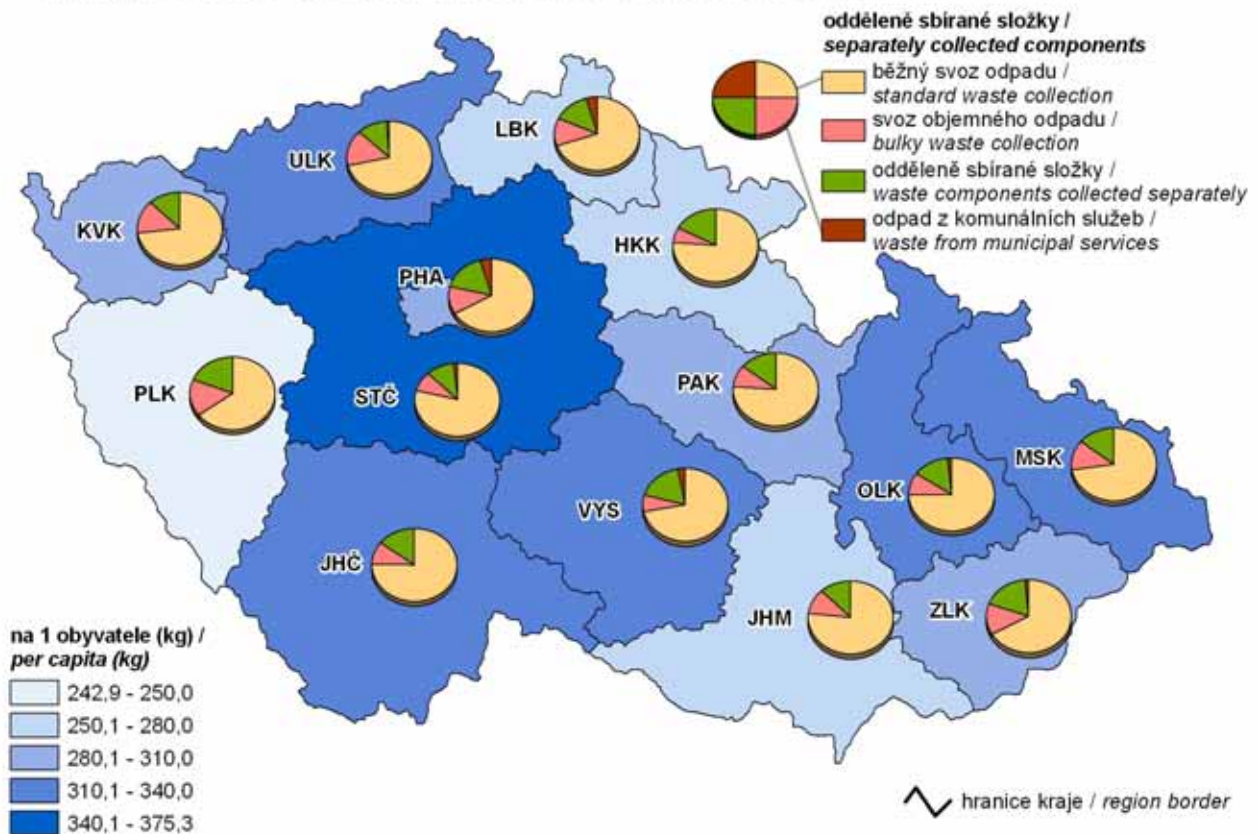 odděleně sbírané složky /
separately collected components
běžný svoz odpadu /
standard waste collection
svoz objemného odpadu /
bulky waste collection
odděleně sbírané složky /
waste components collected separately
odpad z komunálních služeb /
waste from municipal services
LBK
ULK
KVK
HKK
PHA
PLK
STČ
PAK
MSK
OLK
VYS
JHČ
JHM
ZLK
na 1 obyvatele (kg) /
per capita (kg)
242,9 - 250,0
250,1 - 280,0
280,1 - 310,0
310,1 - 340,0
340,1 - 375,3
hranice kraje / region border